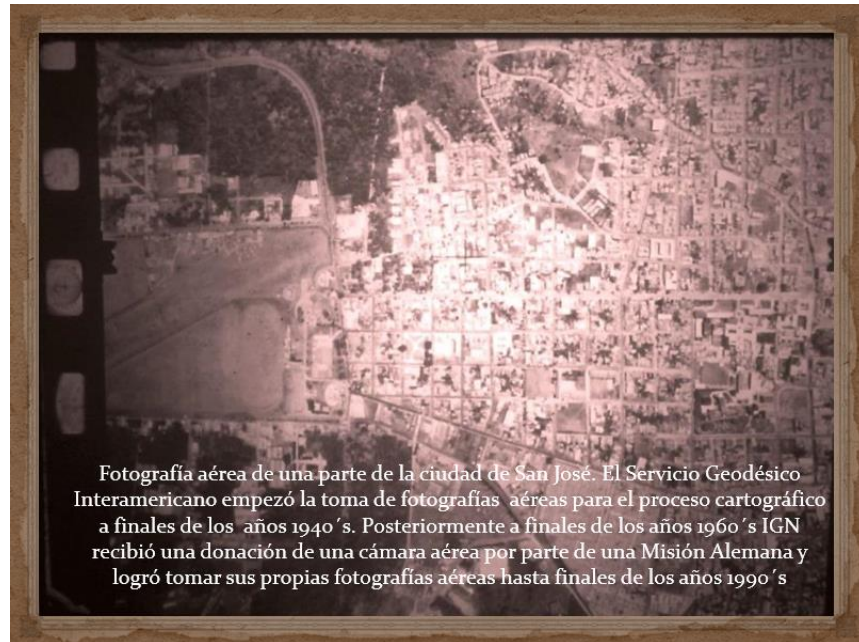 Fotografía aérea de una parte de la ciudad de San José. El Servicio Geodésico
Interamericano empezó la toma de fotografías aéreas para el proceso cartográfico
a finales de los años 1940´s. Posteriormente a finales de los años 1960´s IGN
recibió una donación de una cámara aérea por parte de una Misión Alemana y
logró tomar sus propias fotografías aéreas hasta finales de los años 1990´s